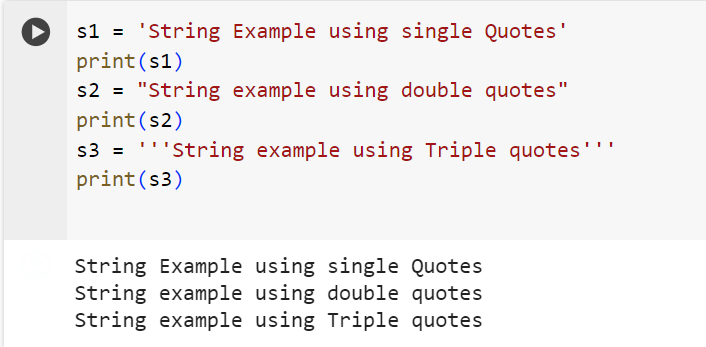 s1 = 'String Example using single Quotes'
print(s1)
s2 = "String example using double quotes"
print(s2)
s3 = '''String example using Triple quotes'''
print(s3)
String Example using single Quotes
String example using double quotes
String example using Triple quotes